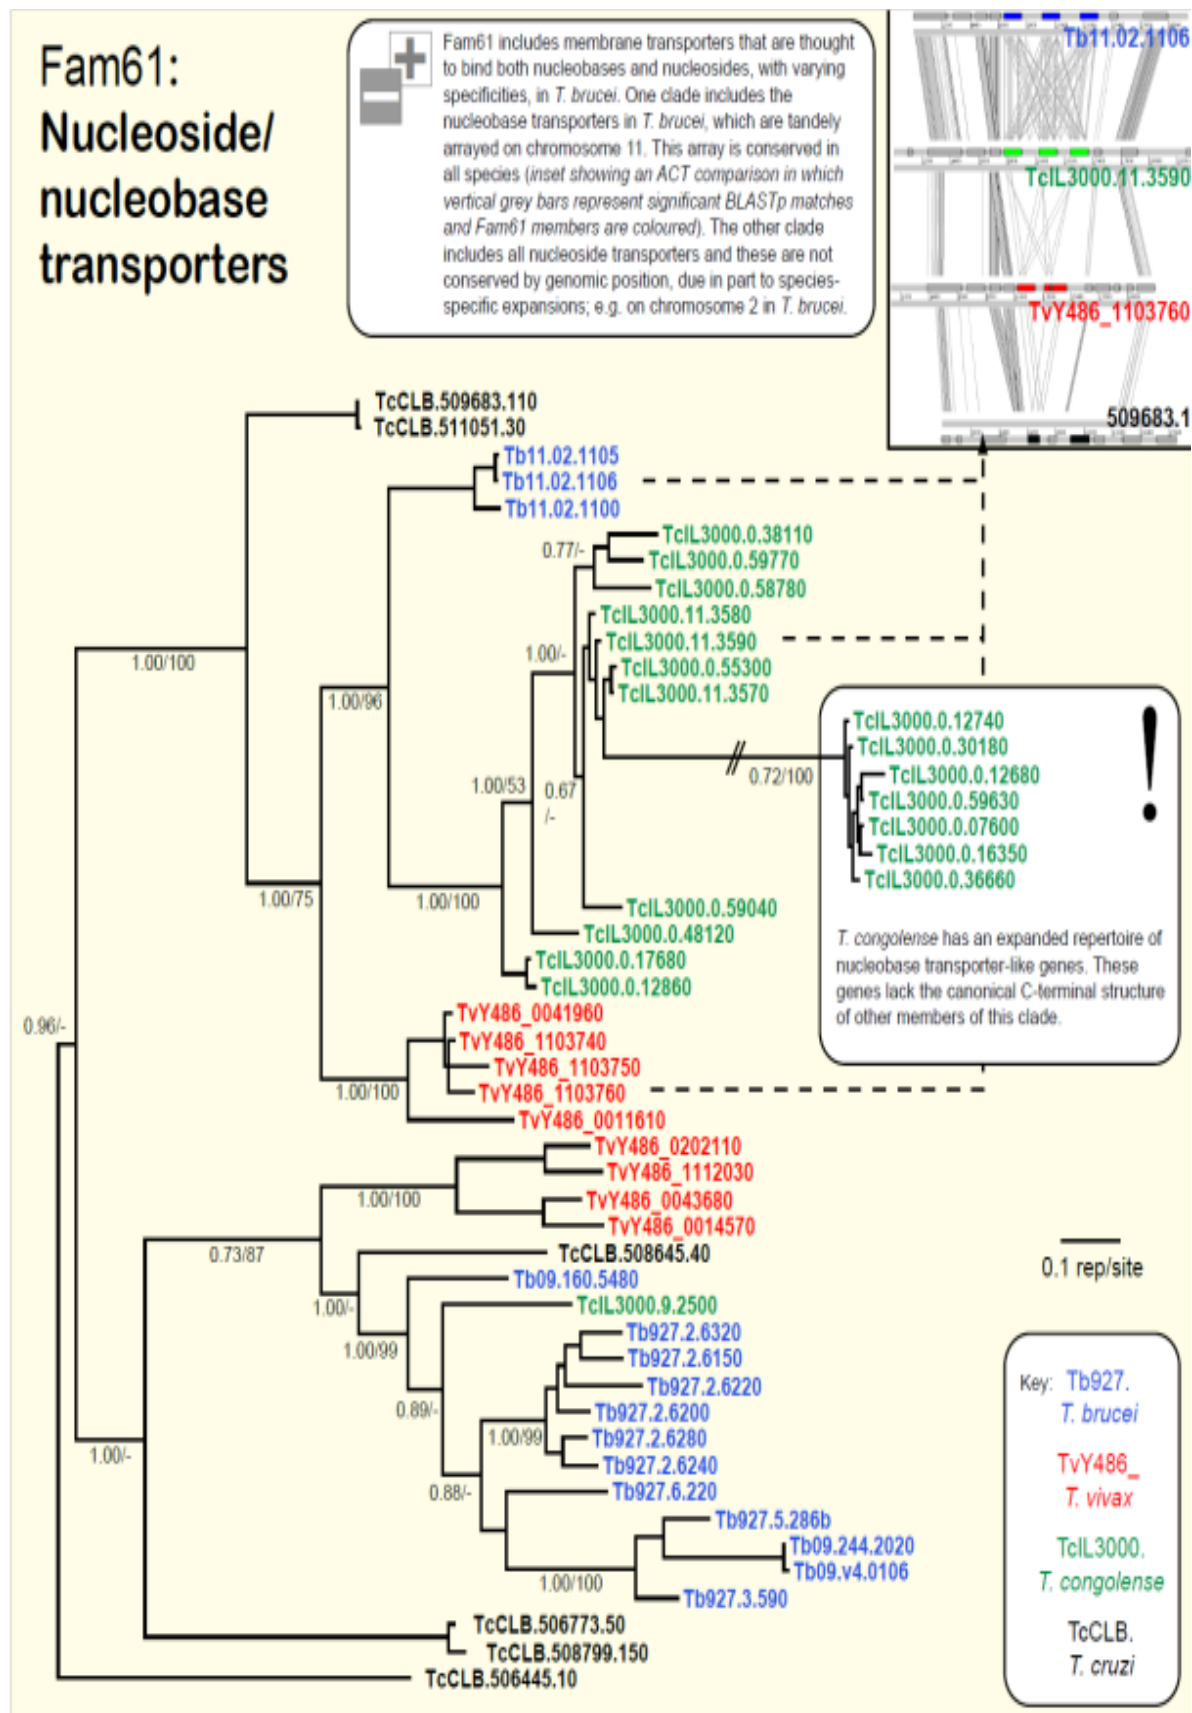 Fam61:
Nucleoside/
nucleobase
transporters
Fam61 includes membrane transporters that are thought
to bind both nucleobases and nucleosides, with varying
specificities, in T. brucei. One clade includes the
nucleobase transporters in T. brucei, which are tandely
arrayed on chromosome 11. This array is conserved in
all species (inset showing an ACT comparison in which
vertical grey bars represent significant BLASTp matches
and Fam61 members are coloured). The other clade
includes all nucleoside transporters and these are not
conserved by genomic position, due in part to species-
specific expansions; e.g. on chromosome 2 in T. brucei.
Tb11.02.1106
TcIL3000.11.3590
TvY486_1103760
509683.1
TcCLB.509683.110
TcCLB.511051.30
Tb11.02.1105
Tb11.02.1106
Tb11.02.1100
TcIL3000.0.38110
0.77/-
TcIL3000.0.59770
TcIL3000.0.58780
TcIL3000.11.3580
TcIL3000.11.3590
1.00/-
TcIL3000.0.55300
1.00/100
TcIL3000.11.3570
1.00/96
TcIL3000.0.12740
TcIL3000.0.30180
0.72/100
TcIL3000.0.12680
1.00/53
0.67
/-
TcIL3000.0.59630
TcIL3000.0.07600
TcIL3000.0.16350
TcIL3000.0.36660
!
1.00/75
1.00/100
TcIL3000.0.59040
TcIL3000.0.48120
TcIL3000.0.17680
TcIL3000.0.12860
T. congolense has an expanded repertoire of
nucleobase transporter-like genes. These
genes lack the canonical C-terminal structure
of other members of this clade.
TvY486_0041960
0.96/-
TvY486_1103740
TvY486_1103750
1.00/100
TvY486_1103760
TvY486_0011610
TvY486_0202110
TvY486_1112030
1.00/100
TvY486_0043680
TvY486_0014570
0.73/87
TcCLB.508645.40
Tb09.160.5480
0.1 rep/site
1.00/-
TcIL3000.9.2500
Tb927.2.6320
1.00/99
Tb927.2.6150
Tb927.2.6220
0.89/-
Tb927.2.6200
1.00/99
Tb927.2.6280
1.00/-
Tb927.2.6240
0.88/-
Tb927.6.220
Tb927.5.286b
Tb09.244.2020
Tb09.v4.0106
1.00/100
Tb927.3.590
TcCLB.506773.50
TcCLB.508799.150
TcCLB.506445.10
Key: Tb927.
T. brucei
TvY486_
T. vivax
TcIL3000.
T. congolense
TcCLB.
T. cruzi